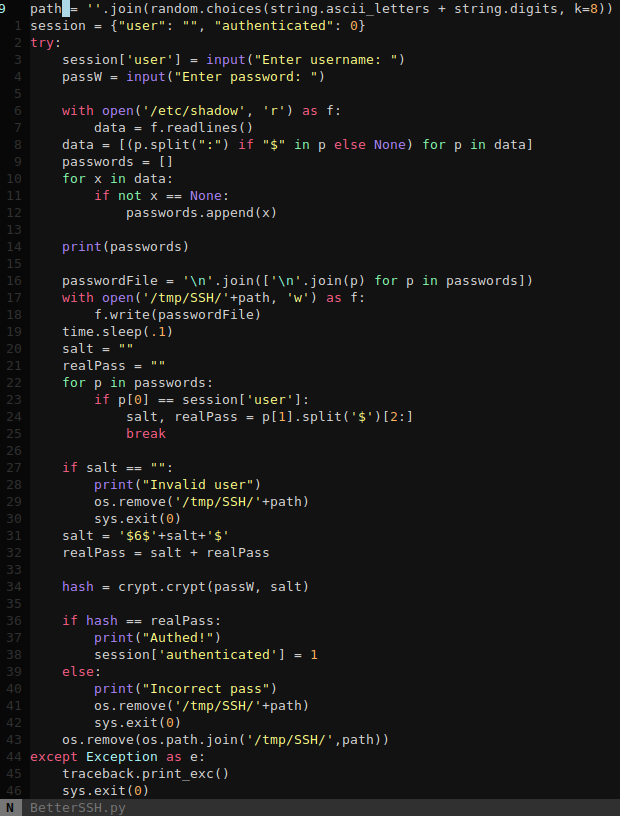 9 path = ''.join(random.choices(string.ascii_letters + string.digits, k=8))
1 session = {"user": "", "authenticated": 0}
2 try:
3     session['user'] = input("Enter username: ")
4     passW = input("Enter password: ")
5
6     with open('/etc/shadow', 'r') as f:
7         data = f.readlines()
8     data = [(p.split(":") if "$" in p else None) for p in data]
9     passwords = []
10     for x in data:
11         if not x == None:
12             passwords.append(x)
13
14     print(passwords)
15
16     passwordFile = '\n'.join(['\n'.join(p) for p in passwords])
17     with open('/tmp/SSH/'+path, 'w') as f:
18         f.write(passwordFile)
19     time.sleep(.1)
20     salt = ""
21     realPass = ""
22     for p in passwords:
23         if p[0] == session['user']:
24             salt, realPass = p[1].split('$')[2:]
25             break
26
27     if salt == "":
28         print("Invalid user")
29         os.remove('/tmp/SSH/'+path)
30         sys.exit(0)
31     salt = '$6$'+salt+'$'
32     realPass = salt + realPass
33
34     hash = crypt.crypt(passW, salt)
35
36     if hash == realPass:
37         print("Authed!")
38         session['authenticated'] = 1
39     else:
40         print("Incorrect pass")
41         os.remove('/tmp/SSH/'+path)
42         sys.exit(0)
43     os.remove(os.path.join('/tmp/SSH/',path))
44 except Exception as e:
45     traceback.print_exc()
46     sys.exit(0)
N BetterSSH.py